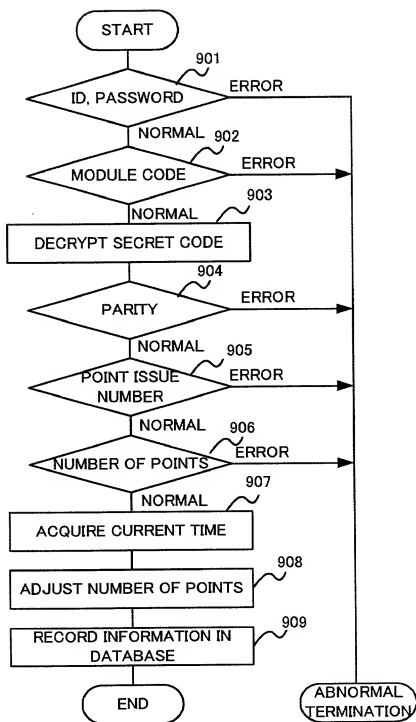 START
901
ID, PASSWORD
ERROR
NORMAL
902
MODULE CODE
ERROR
NORMAL
903
DECRYPT SECRET CODE
904
PARITY
ERROR
NORMAL
905
POINT ISSUE
NUMBER
ERROR
NORMAL
906
NUMBER OF POINTS
ERROR
NORMAL
907
ACQUIRE CURRENT TIME
908
ADJUST NUMBER OF POINTS
909
RECORD INFORMATION IN
DATABASE
END
ABNORMAL
TERMINATION